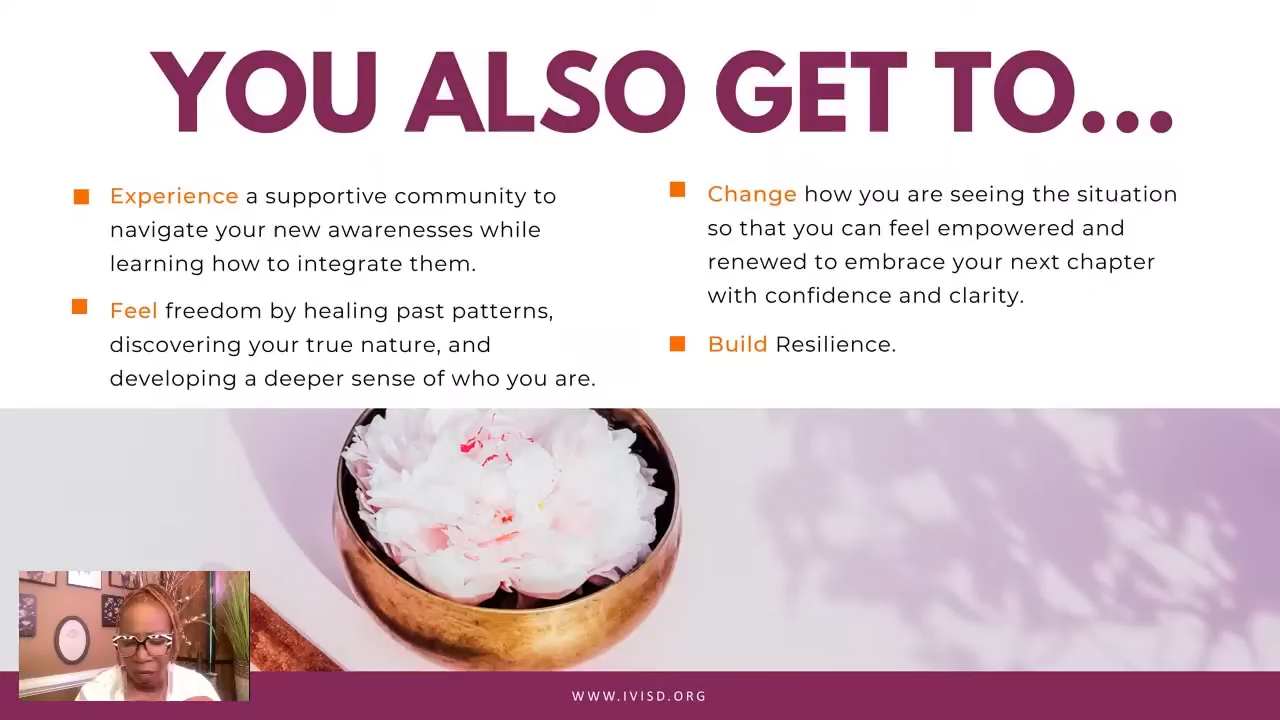 YOU ALSO GET TO...
Experience a supportive community to
navigate your new awarenesses while
learning how to integrate them.
Feel freedom by healing past patterns,
discovering your true nature, and
developing a deeper sense of who you are.
Change how you are seeing the situation
so that you can feel empowered and
renewed to embrace your next chapter
with confidence and clarity.
Build Resilience.
WWW.IVISD.ORG